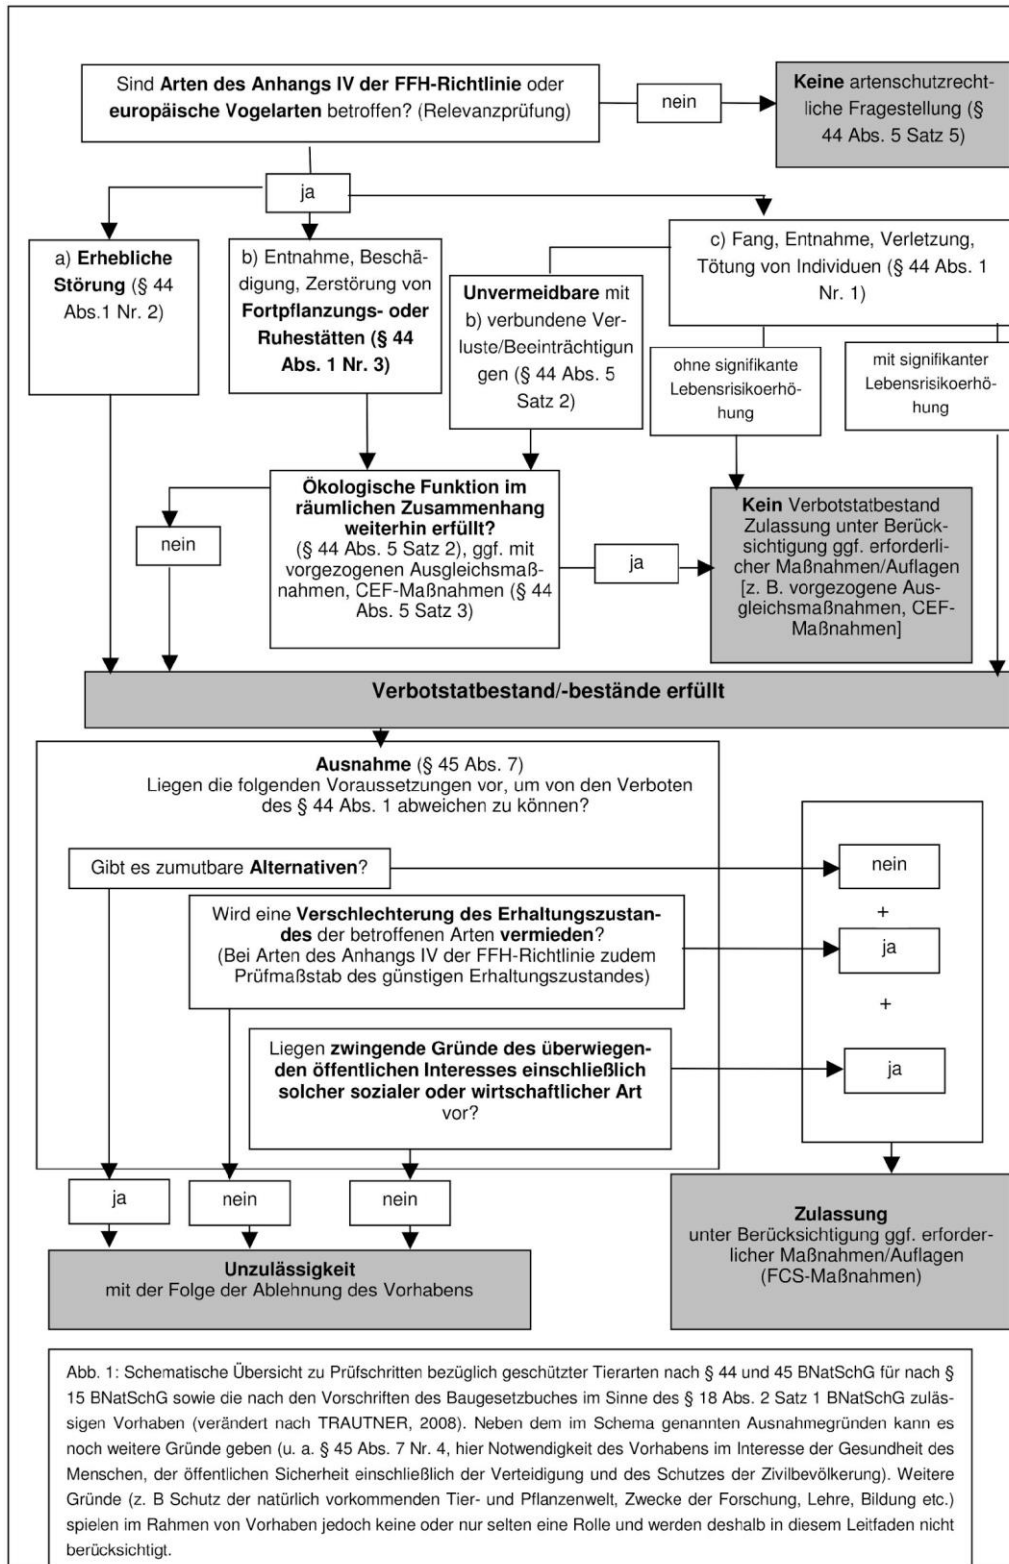 Sind Arten des Anhangs IV der FFH-Richtlinie oder
europäische Vogelarten betroffen? (Relevanzprüfung)
nein
Keine artenschutzrecht-
liche Fragestellung (§
44 Abs. 5 Satz 5)
ja
a) Erhebliche
Störung (§ 44
Abs.1 Nr. 2)
b) Entnahme, Beschä-
digung, Zerstörung von
Fortpflanzungs- oder
Ruhestätten (§ 44
Abs. 1 Nr. 3)
Unvermeidbare mit
b) verbundene Ver-
luste/Beeinträchtigun
gen (§ 44 Abs. 5
Satz 2)
c) Fang, Entnahme, Verletzung,
Tötung von Individuen (§ 44 Abs. 1
Nr. 1)
ohne signifikante
Lebensrisikoerhö-
hung
mit signifikanter
Lebensrisikoerhö-
hung
Ökologische Funktion im
räumlichen Zusammenhang
weiterhin erfüllt?
(§ 44 Abs. 5 Satz 2), ggf. mit
vorgezogenen Ausgleichsmaß-
nahmen, CEF-Maßnahmen (§ 44
Abs. 5 Satz 3)
nein
ja
Kein Verbotstatbestand
Zulassung unter Berück-
sichtigung ggf. erforderli-
cher Maßnahmen/Auflagen
[z. B. vorgezogene Aus-
gleichsmaßnahmen, CEF-
Maßnahmen]
Verbotstatbestand/-bestände erfüllt
Ausnahme (§ 45 Abs. 7)
Liegen die folgenden Voraussetzungen vor, um von den Verboten
des § 44 Abs. 1 abweichen zu können?
Gibt es zumutbare Alternativen?
nein
+
Wird eine Verschlechterung des Erhaltungszustan-
des der betroffenen Arten vermieden?
(Bei Arten des Anhangs IV der FFH-Richtlinie zudem
Prüfmaßstab des günstigen Erhaltungszustandes)
ja
+
Liegen zwingende Gründe des überwiegen-
den öffentlichen Interesses einschließlich
solcher sozialer oder wirtschaftlicher Art
vor?
ja
ja
nein
nein
Unzulässigkeit
mit der Folge der Ablehnung des Vorhabens
Zulassung
unter Berücksichtigung ggf. erforder-
licher Maßnahmen/Auflagen
(FCS-Maßnahmen)
Abb. 1: Schematische Übersicht zu Prüfschritten bezüglich geschützter Tierarten nach § 44 und 45 BNatSchG für nach §
15 BNatSchG sowie die nach den Vorschriften des Baugesetzbuches im Sinne des § 18 Abs. 2 Satz 1 BNatSchG zuläs-
sigen Vorhaben (verändert nach TRAUTNER, 2008). Neben dem im Schema genannten Ausnahmegründen kann es
noch weitere Gründe geben (u. a. § 45 Abs. 7 Nr. 4, hier Notwendigkeit des Vorhabens im Interesse der Gesundheit des
Menschen, der öffentlichen Sicherheit einschließlich der Verteidigung und des Schutzes der Zivilbevölkerung). Weitere
Gründe (z. B Schutz der natürlich vorkommenden Tier- und Pflanzenwelt, Zwecke der Forschung, Lehre, Bildung etc.)
spielen im Rahmen von Vorhaben jedoch keine oder nur selten eine Rolle und werden deshalb in diesem Leitfaden nicht
berücksichtigt.